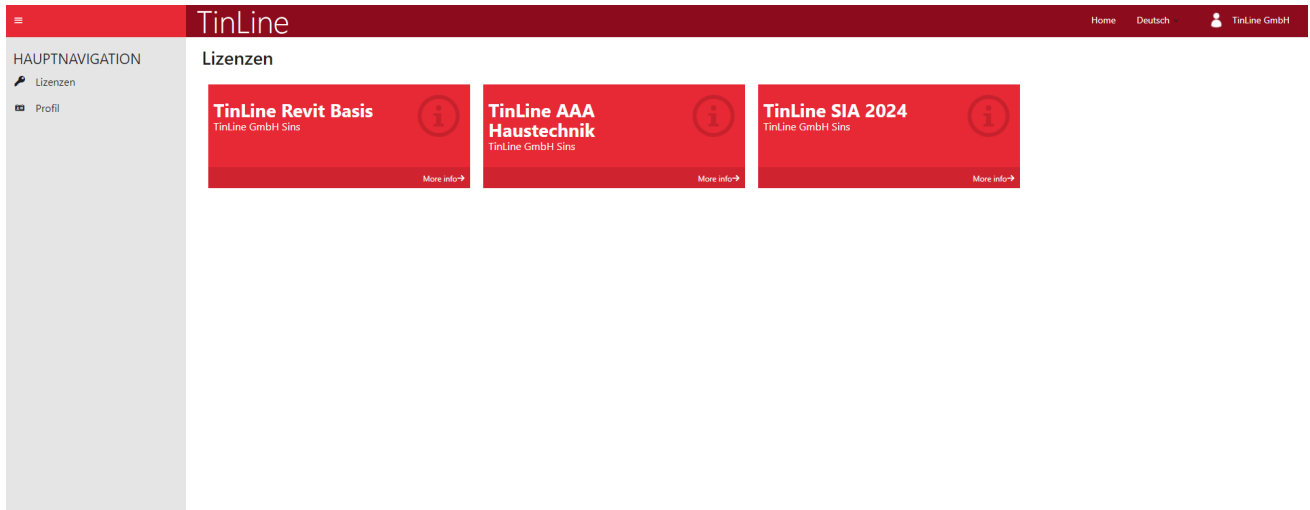 TinLine
Home Deutsch TinLine GmbH
HAUPTNAVIGATION
Lizenzen
Profil
Lizenzen
TinLine Revit Basis
TinLine GmbH Sins
More info
TinLine AAA
Haustechnik
TinLine GmbH Sins
More info
TinLine SIA 2024
TinLine GmbH Sins
More info